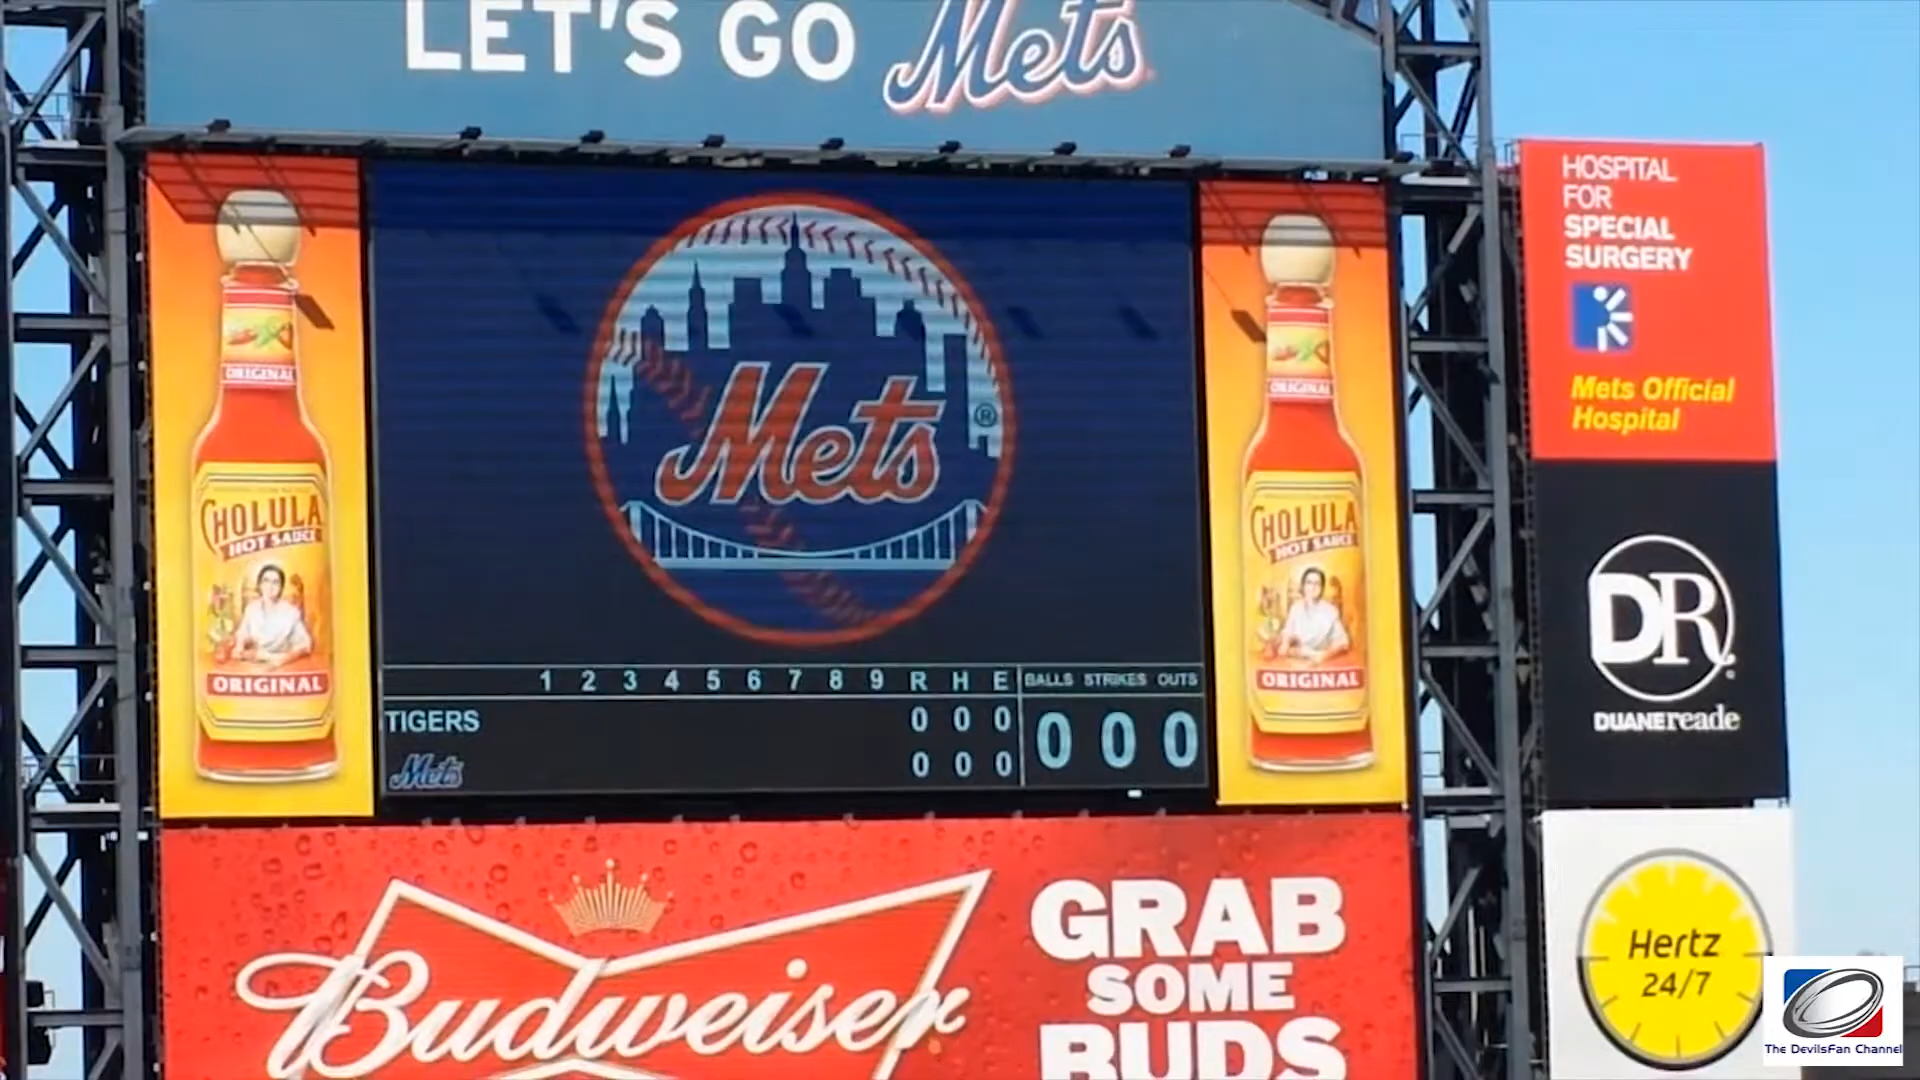 LET'S GO Mets
HOSPITAL
FOR
SPECIAL
SURGERY
Mets Official
Hospital
ORIGINAL
CHOLULA
HOT SAUCE
ORIGINAL
Mets ®
ORIGINAL
CHOLULA
HOT SAUCE
ORIGINAL
1 2 3 4 5 6 7 8 9 R H E BALLS STRIKES OUTS
TIGERS 0 0 0
Mets 0 0 0
0 0 0
DR
DUANEreade
Budweiser
GRAB
SOME
BUDS
Hertz
24/7
The DevilsFan Channel